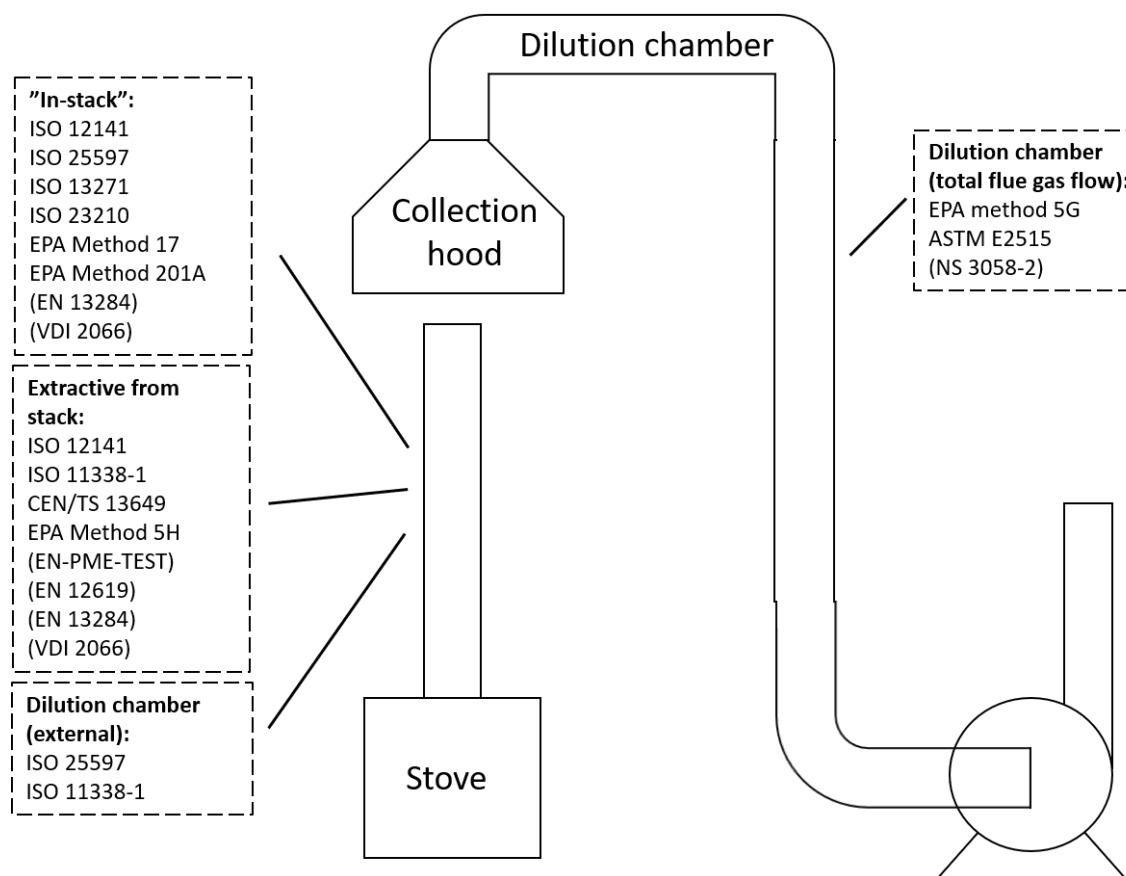 Dilution chamber
”In-stack”:
ISO 12141
ISO 25597
ISO 13271
ISO 23210
EPA Method 17
EPA Method 201A
(EN 13284)
(VDI 2066)
Collection
hood
Dilution chamber
(total flue gas flow):
EPA method 5G
ASTM E2515
(NS 3058-2)
Extractive from
stack:
ISO 12141
ISO 11338-1
CEN/TS 13649
EPA Method 5H
(EN-PME-TEST)
(EN 12619)
(EN 13284)
(VDI 2066)
Dilution chamber
(external):
ISO 25597
ISO 11338-1
Stove